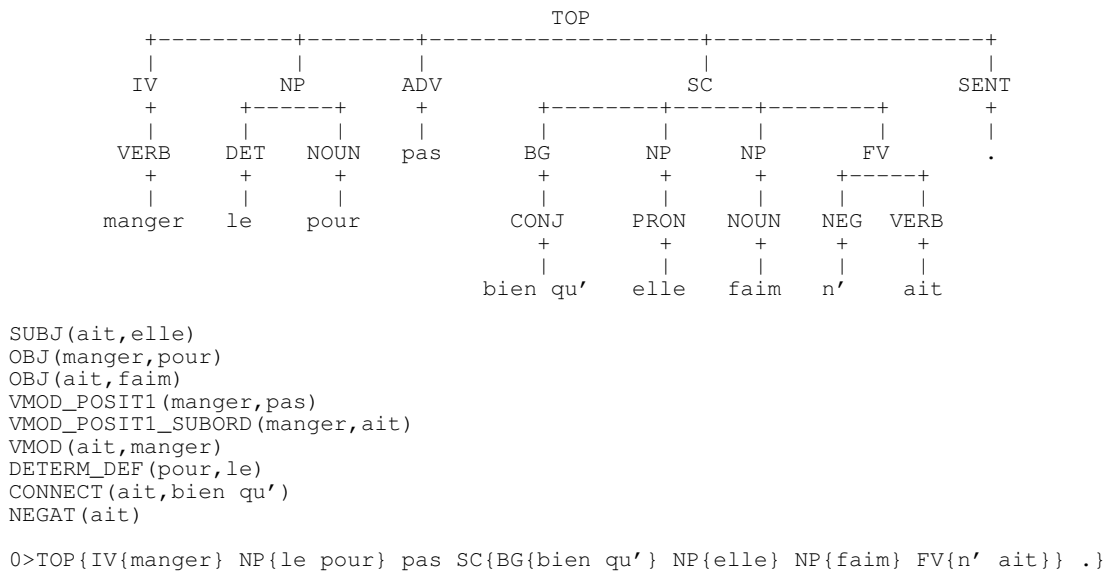 TOP
IV NP ADV SC SENT
VERB DET NOUN pas BG NP NP FV .
manger le pour CONJ PRON NOUN NEG VERB
bien qu' elle faim n' ait
SUBJ(ait,elle)
OBJ(manger,pour)
OBJ(ait,faim)
VMOD_POSIT1(manger,pas)
VMOD_POSIT1_SUBORD(manger,ait)
VMOD(ait,manger)
DETERM_DEF(pour,le)
CONNECT(ait,bien qu')
NEGAT(ait)
0>TOP{IV{manger} NP{le pour} pas SC{BG{bien qu'} NP{elle} NP{faim} FV{n' ait}} .}